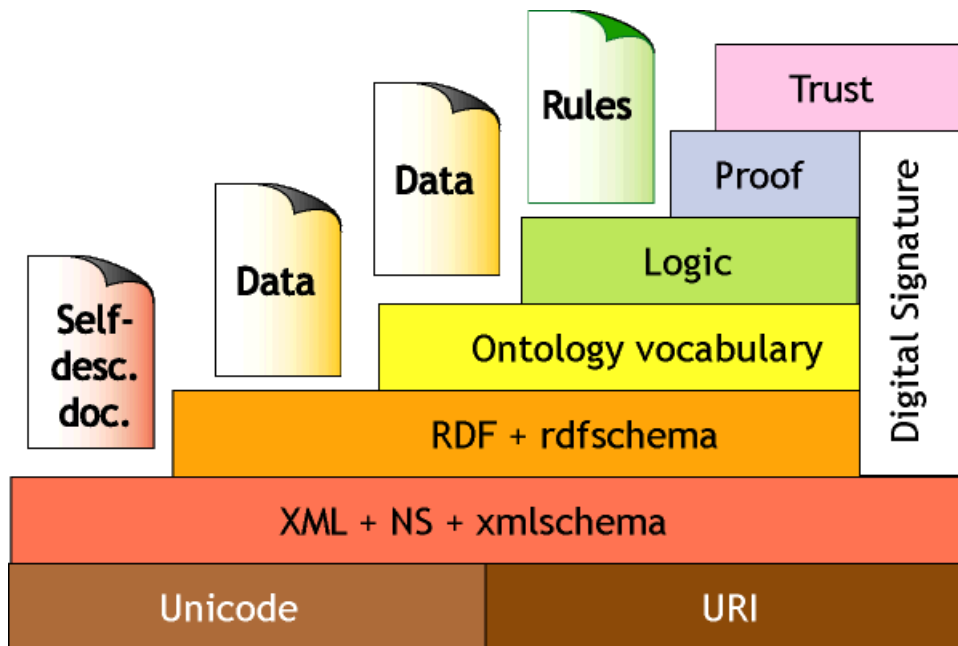 Rules
Trust
Data
Proof
Data
Logic
Self-
desc.
doc.
Ontology vocabulary
Digital Signature
RDF + rdfschema
XML + NS + xmlschema
Unicode
URI